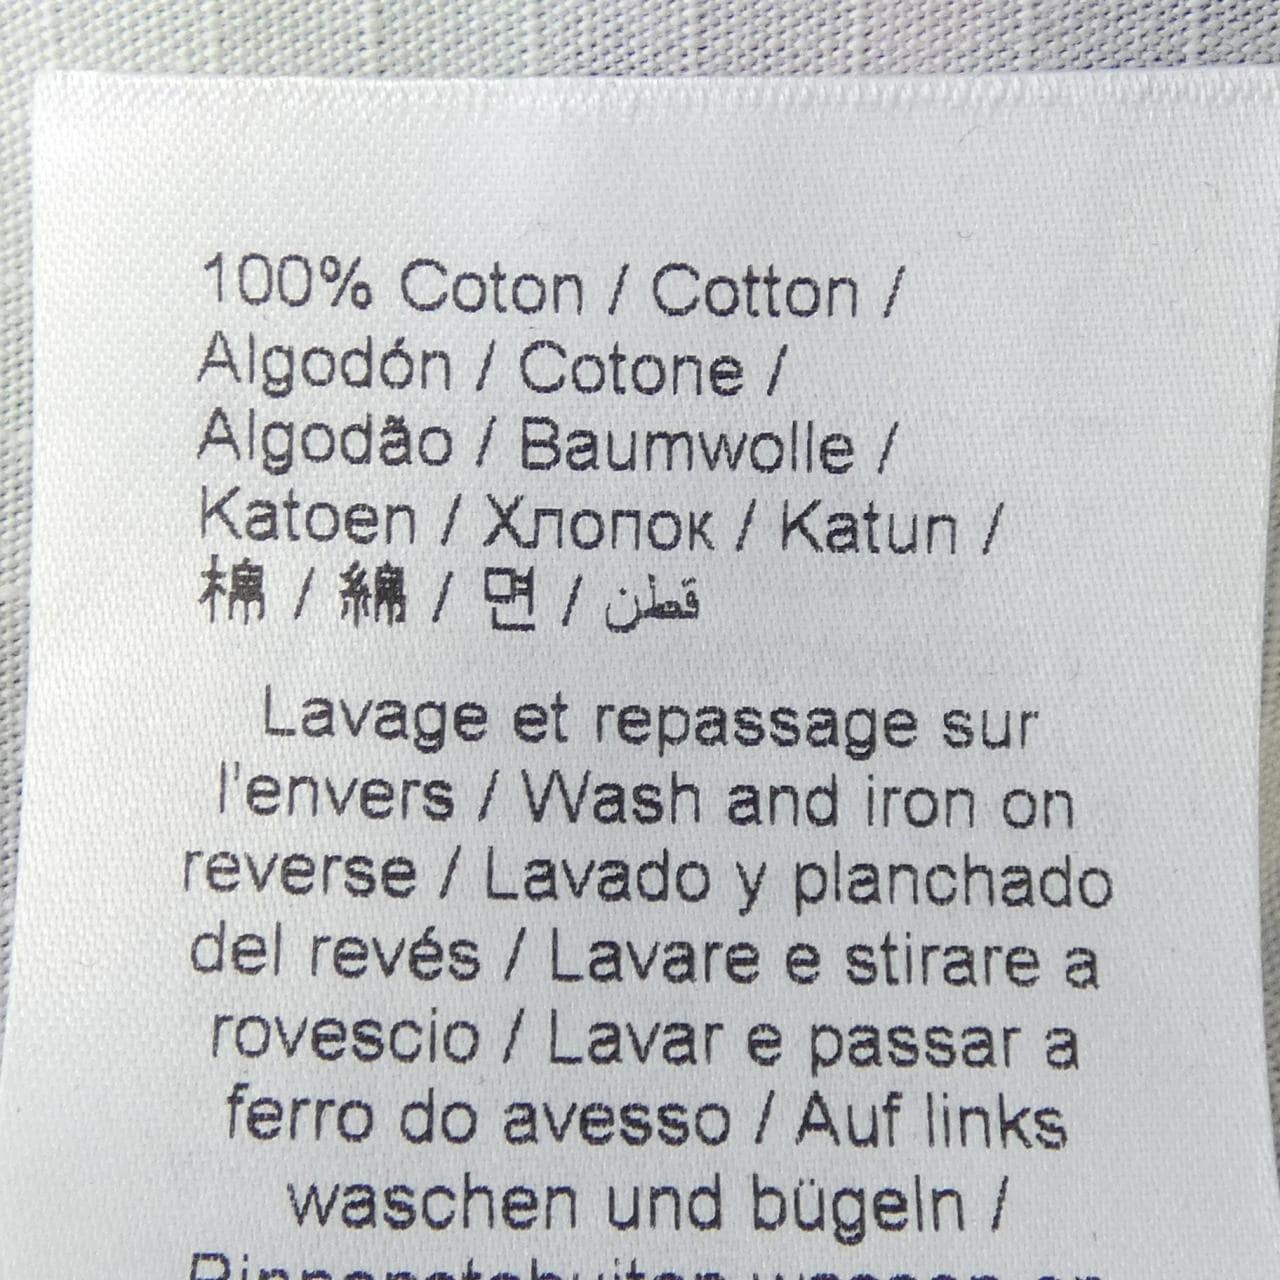 100% Coton / Cotton /
Algodón / Cotone /
Algodão / Baumwolle /
Katoen / Хлопок / Katun /
棉 / 綿 / 면 / قطن
Lavage et repassage sur
l'envers / Wash and iron on
reverse / Lavado y planchado
del revés / Lavare e stirare a
rovescio / Lavar e passar a
ferro do avesso / Auf links
waschen und bügeln /